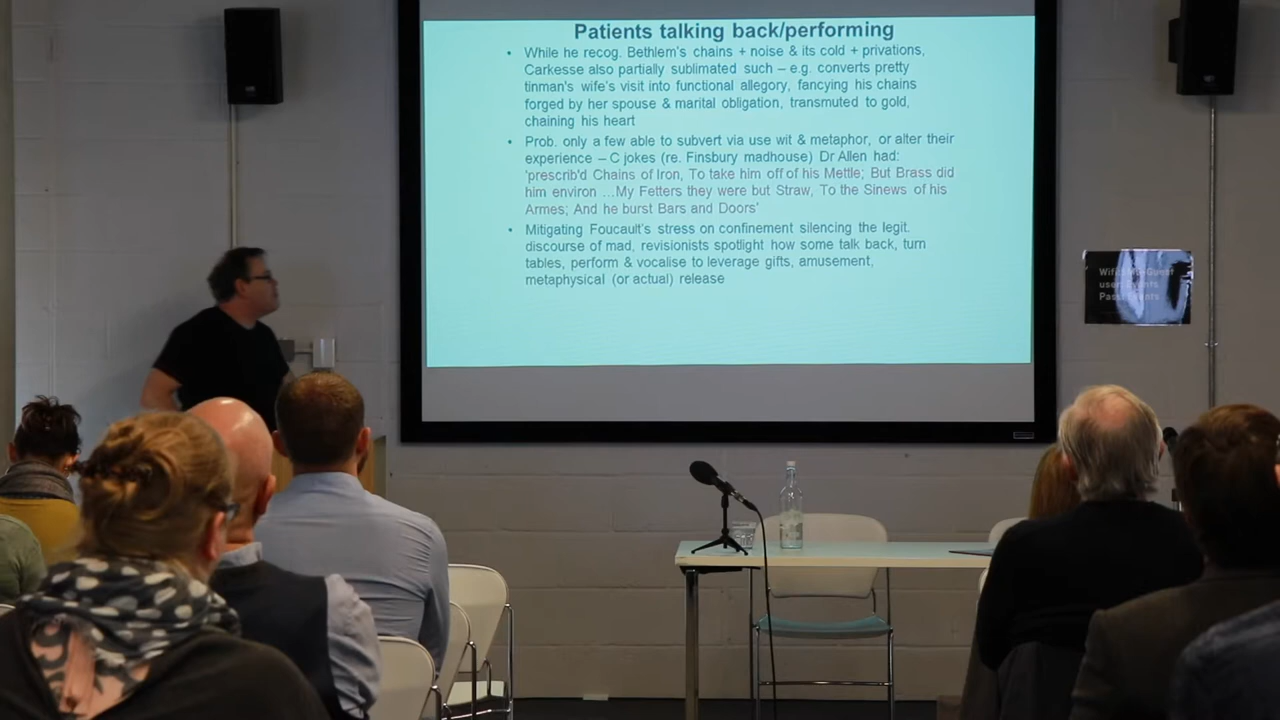 Patients talking back/performing
• While he recog. Bethlem's chains + noise & its cold + privations,
Carkesse also partially sublimated such – e.g. converts pretty
tinman's wife's visit into functional allegory, fancying his chains
forged by her spouse & marital obligation, transmuted to gold,
chaining his heart
• Prob. only a few able to subvert via use wit & metaphor, or alter their
experience – C jokes (re. Finsbury madhouse) Dr Allen had:
'prescrib'd Chains of Iron, To take him off of his Mettle; But Brass did
him environ ...My Fetters they were but Straw, To the Sinews of his
Armes; And he burst Bars and Doors'
• Mitigating Foucault's stress on confinement silencing the legit.
discourse of mad, revisionists spotlight how some talk back, turn
tables, perform & vocalise to leverage gifts, amusement,
metaphysical (or actual) release
Wifi
user
Pass